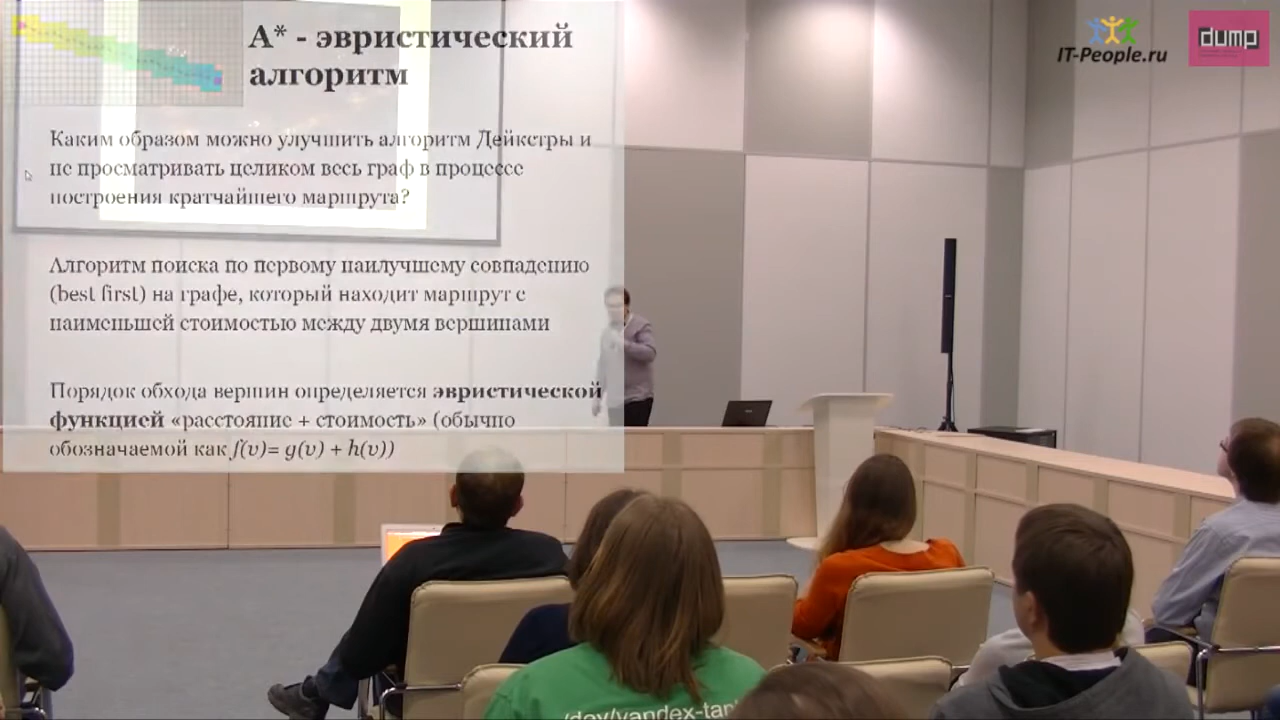 A* - эвристический
алгоритм
Каким образом можно улучшить алгоритм Дейкстры и
не просматривать целиком весь граф в процессе
построения кратчайшего маршрута?
Алгоритм поиска по первому наилучшему совпадению
(best first) на графе, который находит маршрут с
наименьшей стоимостью между двумя вершинами
Порядок обхода вершин определяется эвристической
функцией «расстояние + стоимость» (обычно
обозначаемой как f(v)= g(v) + h(v))
IT-People.ru
dump
/dev/yandex-tan